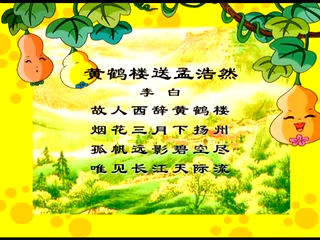 黄鹤楼送孟浩然
李白
故人西辞黄鹤楼
烟花三月下扬州
孤帆远影碧空尽
唯见长江天际流